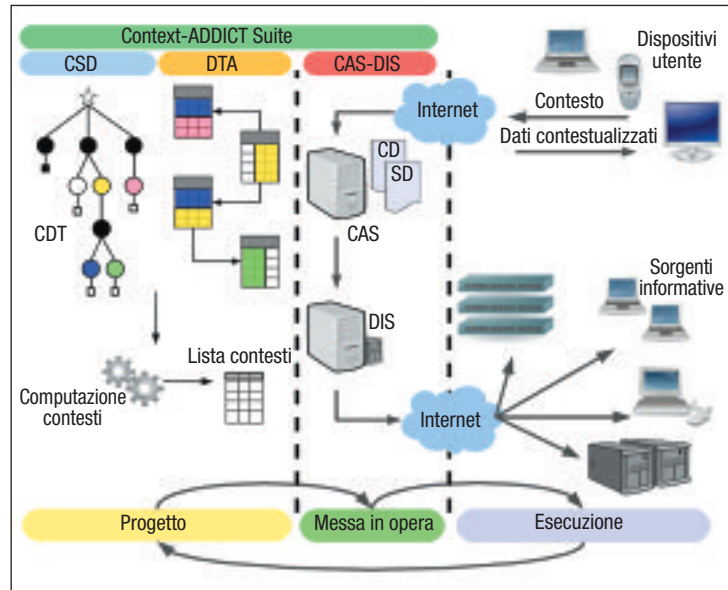 Context-ADDICT Suite
CSD
DTA
CAS-DIS
Dispositivi
utente
Internet
Contesto
Dati contestualizzati
CD
SD
CDT
CAS
Sorgenti
informative
DIS
Lista contesti
Computazione
contesti
Internet
Progetto
Messa in opera
Esecuzione